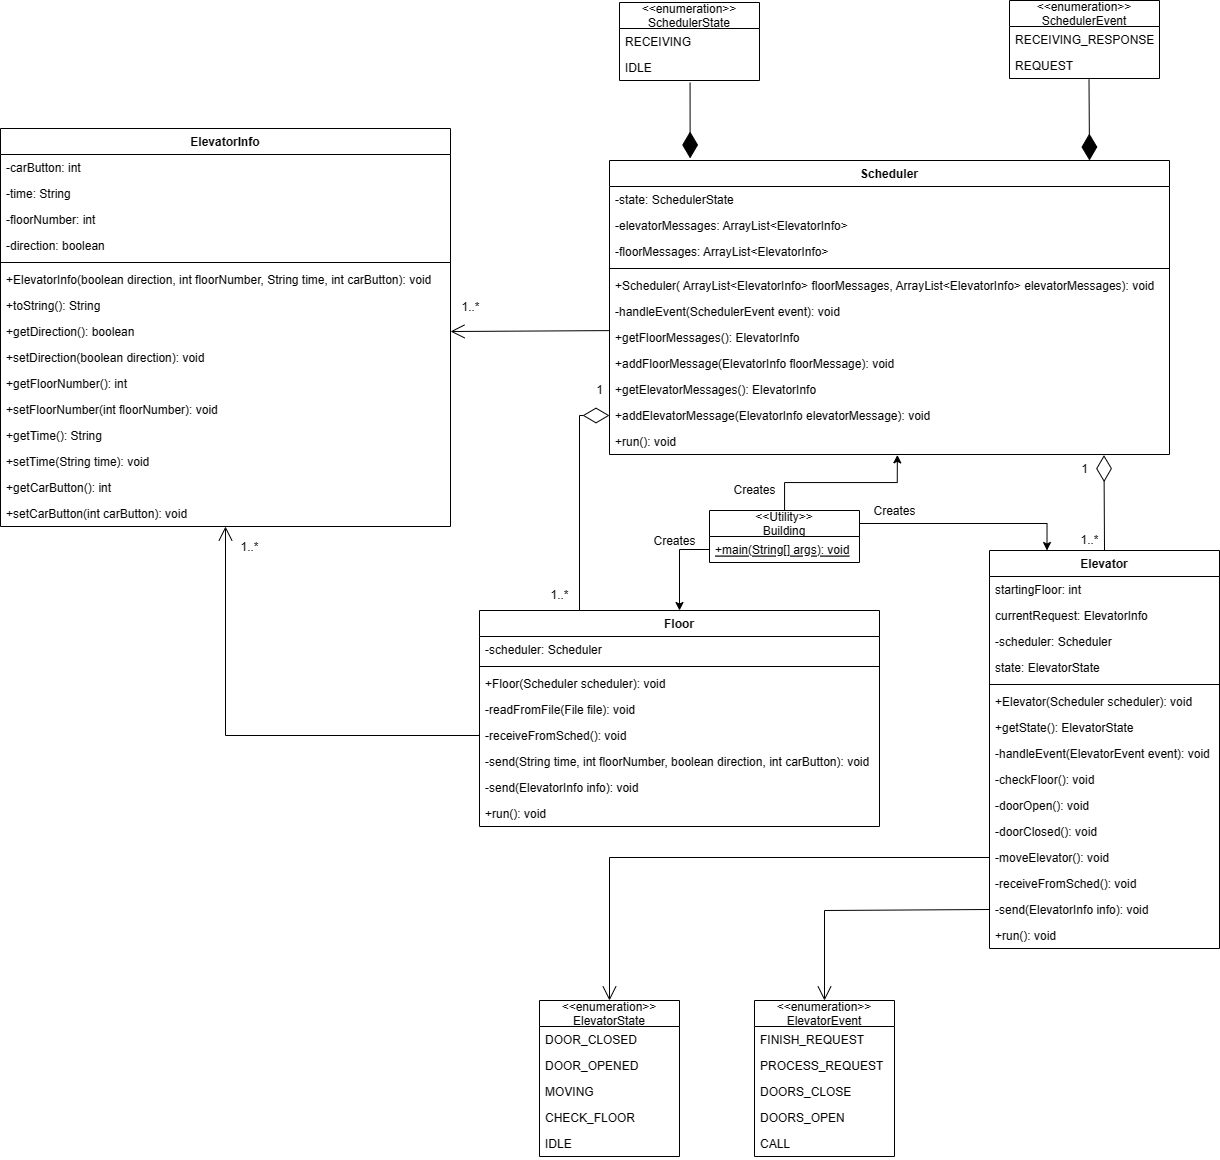 <<enumeration>>
SchedulerState
RECEIVING
IDLE
<<enumeration>>
SchedulerEvent
RECEIVING_RESPONSE
REQUEST
ElevatorInfo
-carButton: int
-time: String
-floorNumber: int
-direction: boolean
+ElevatorInfo(boolean direction, int floorNumber, String time, int carButton): void
+toString(): String
+getDirection(): boolean
+setDirection(boolean direction): void
+getFloorNumber(): int
+setFloorNumber(int floorNumber): void
+getTime(): String
+setTime(String time): void
+getCarButton(): int
+setCarButton(int carButton): void
1..*
1..*
Scheduler
-state: SchedulerState
-elevatorMessages: ArrayList<ElevatorInfo>
-floorMessages: ArrayList<ElevatorInfo>
+Scheduler( ArrayList<ElevatorInfo> floorMessages, ArrayList<ElevatorInfo> elevatorMessages): void
-handleEvent(SchedulerEvent event): void
+getFloorMessages(): ElevatorInfo
+addFloorMessage(ElevatorInfo floorMessage): void
+getElevatorMessages(): ElevatorInfo
+addElevatorMessage(ElevatorInfo elevatorMessage): void
+run(): void
1
1
Creates
Creates
Creates
<<Utility>>
Building
+main(String[] args): void
1..*
1..*
Floor
-scheduler: Scheduler
+Floor(Scheduler scheduler): void
-readFromFile(File file): void
-receiveFromSched(): void
-send(String time, int floorNumber, boolean direction, int carButton): void
-send(ElevatorInfo info): void
+run(): void
Elevator
startingFloor: int
currentRequest: ElevatorInfo
-scheduler: Scheduler
state: ElevatorState
+Elevator(Scheduler scheduler): void
+getState(): ElevatorState
-handleEvent(ElevatorEvent event): void
-checkFloor(): void
-doorOpen(): void
-doorClosed(): void
-moveElevator(): void
-receiveFromSched(): void
-send(ElevatorInfo info): void
+run(): void
<<enumeration>>
ElevatorState
DOOR_CLOSED
DOOR_OPENED
MOVING
CHECK_FLOOR
IDLE
<<enumeration>>
ElevatorEvent
FINISH_REQUEST
PROCESS_REQUEST
DOORS_CLOSE
DOORS_OPEN
CALL